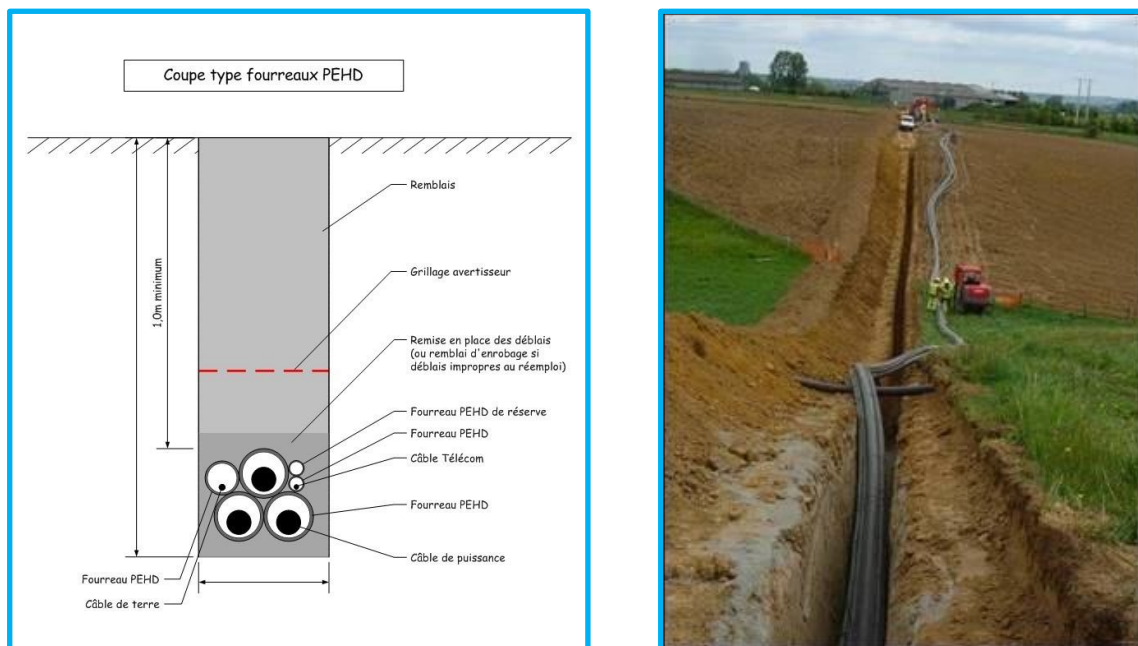 Coupe type fourreaux PEHD
Remblais
1,0m minimum
Grillage avertisseur
Remise en place des déblais
(ou remblai d'enrobage si
déblais impropres au réemploi)
Fourreau PEHD de réserve
Fourreau PEHD
Câble Télécom
Fourreau PEHD
Câble de puissance
Fourreau PEHD
Câble de terre